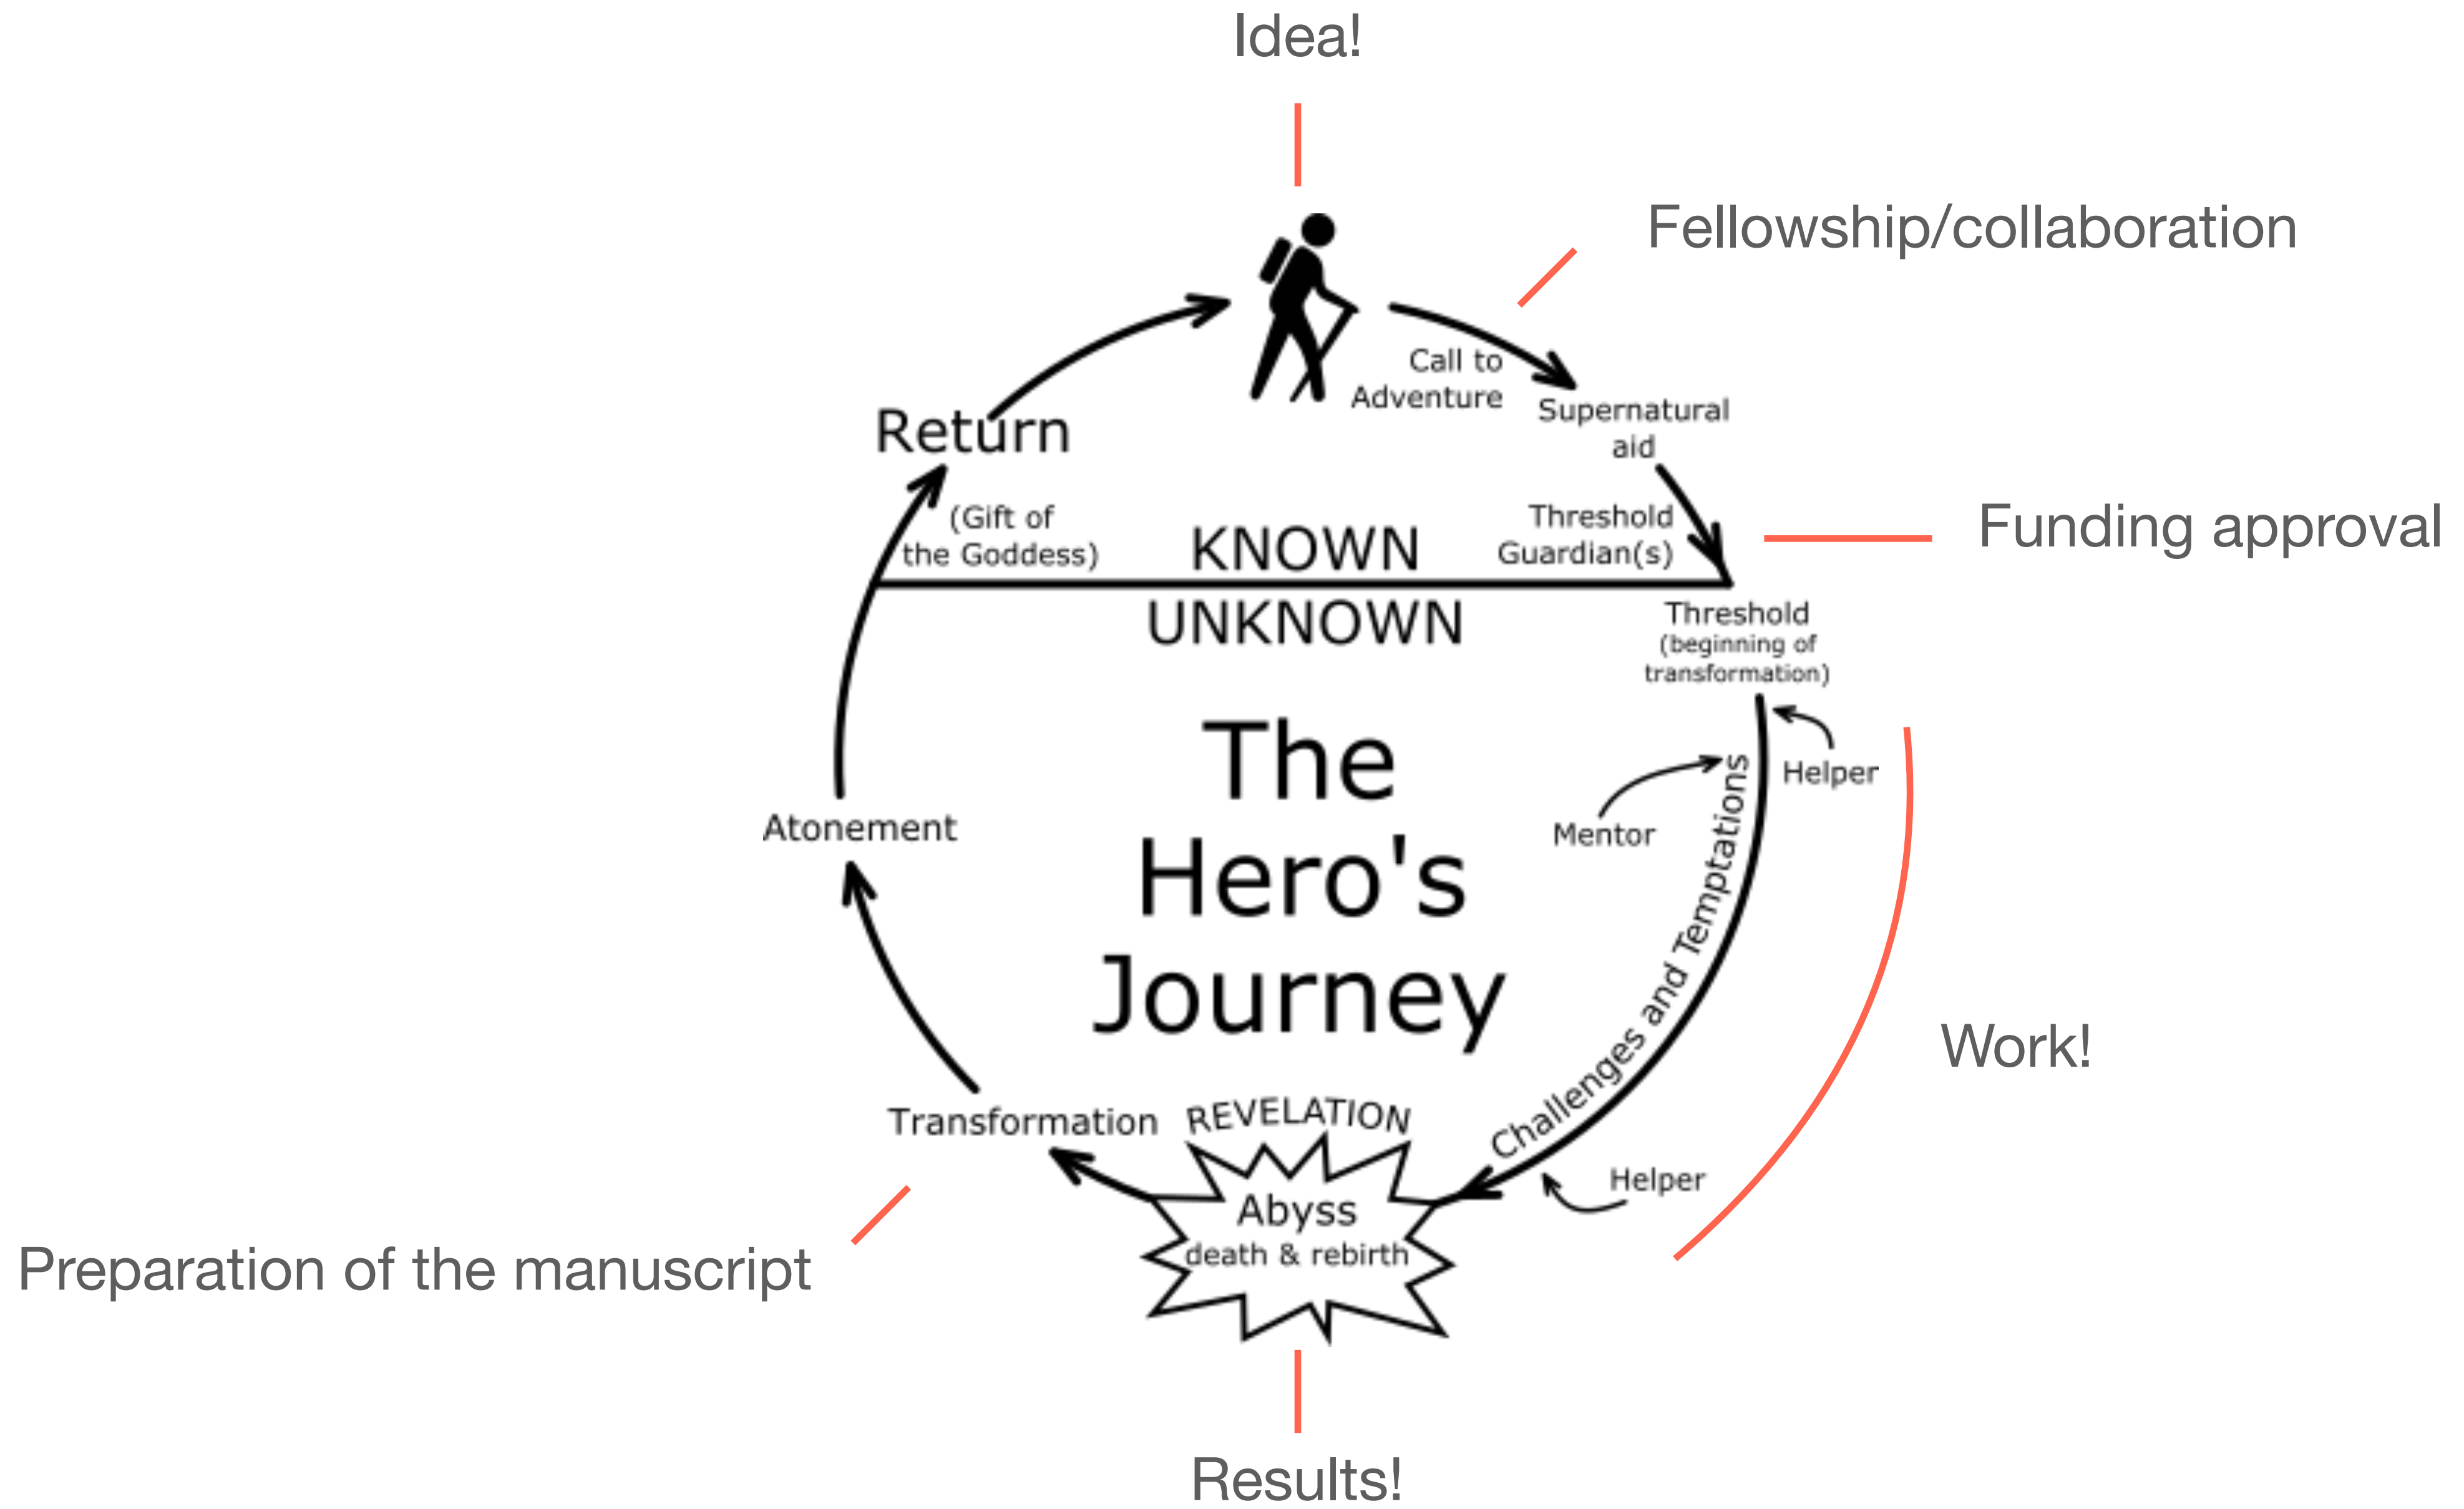 Idea!
Fellowship/collaboration
Call to
Adventure
Supernatural
aid
Return
(Gift of
the Goddess)
KNOWN
Threshold
Guardian(s)
Funding approval
UNKNOWN
Threshold
(beginning of
transformation)
The
Hero's
Journey
Helper
Mentor
Challenges and Temptations
Atonement
Work!
Transformation
REVELATION
Helper
Abyss
death & rebirth
Preparation of the manuscript
Results!